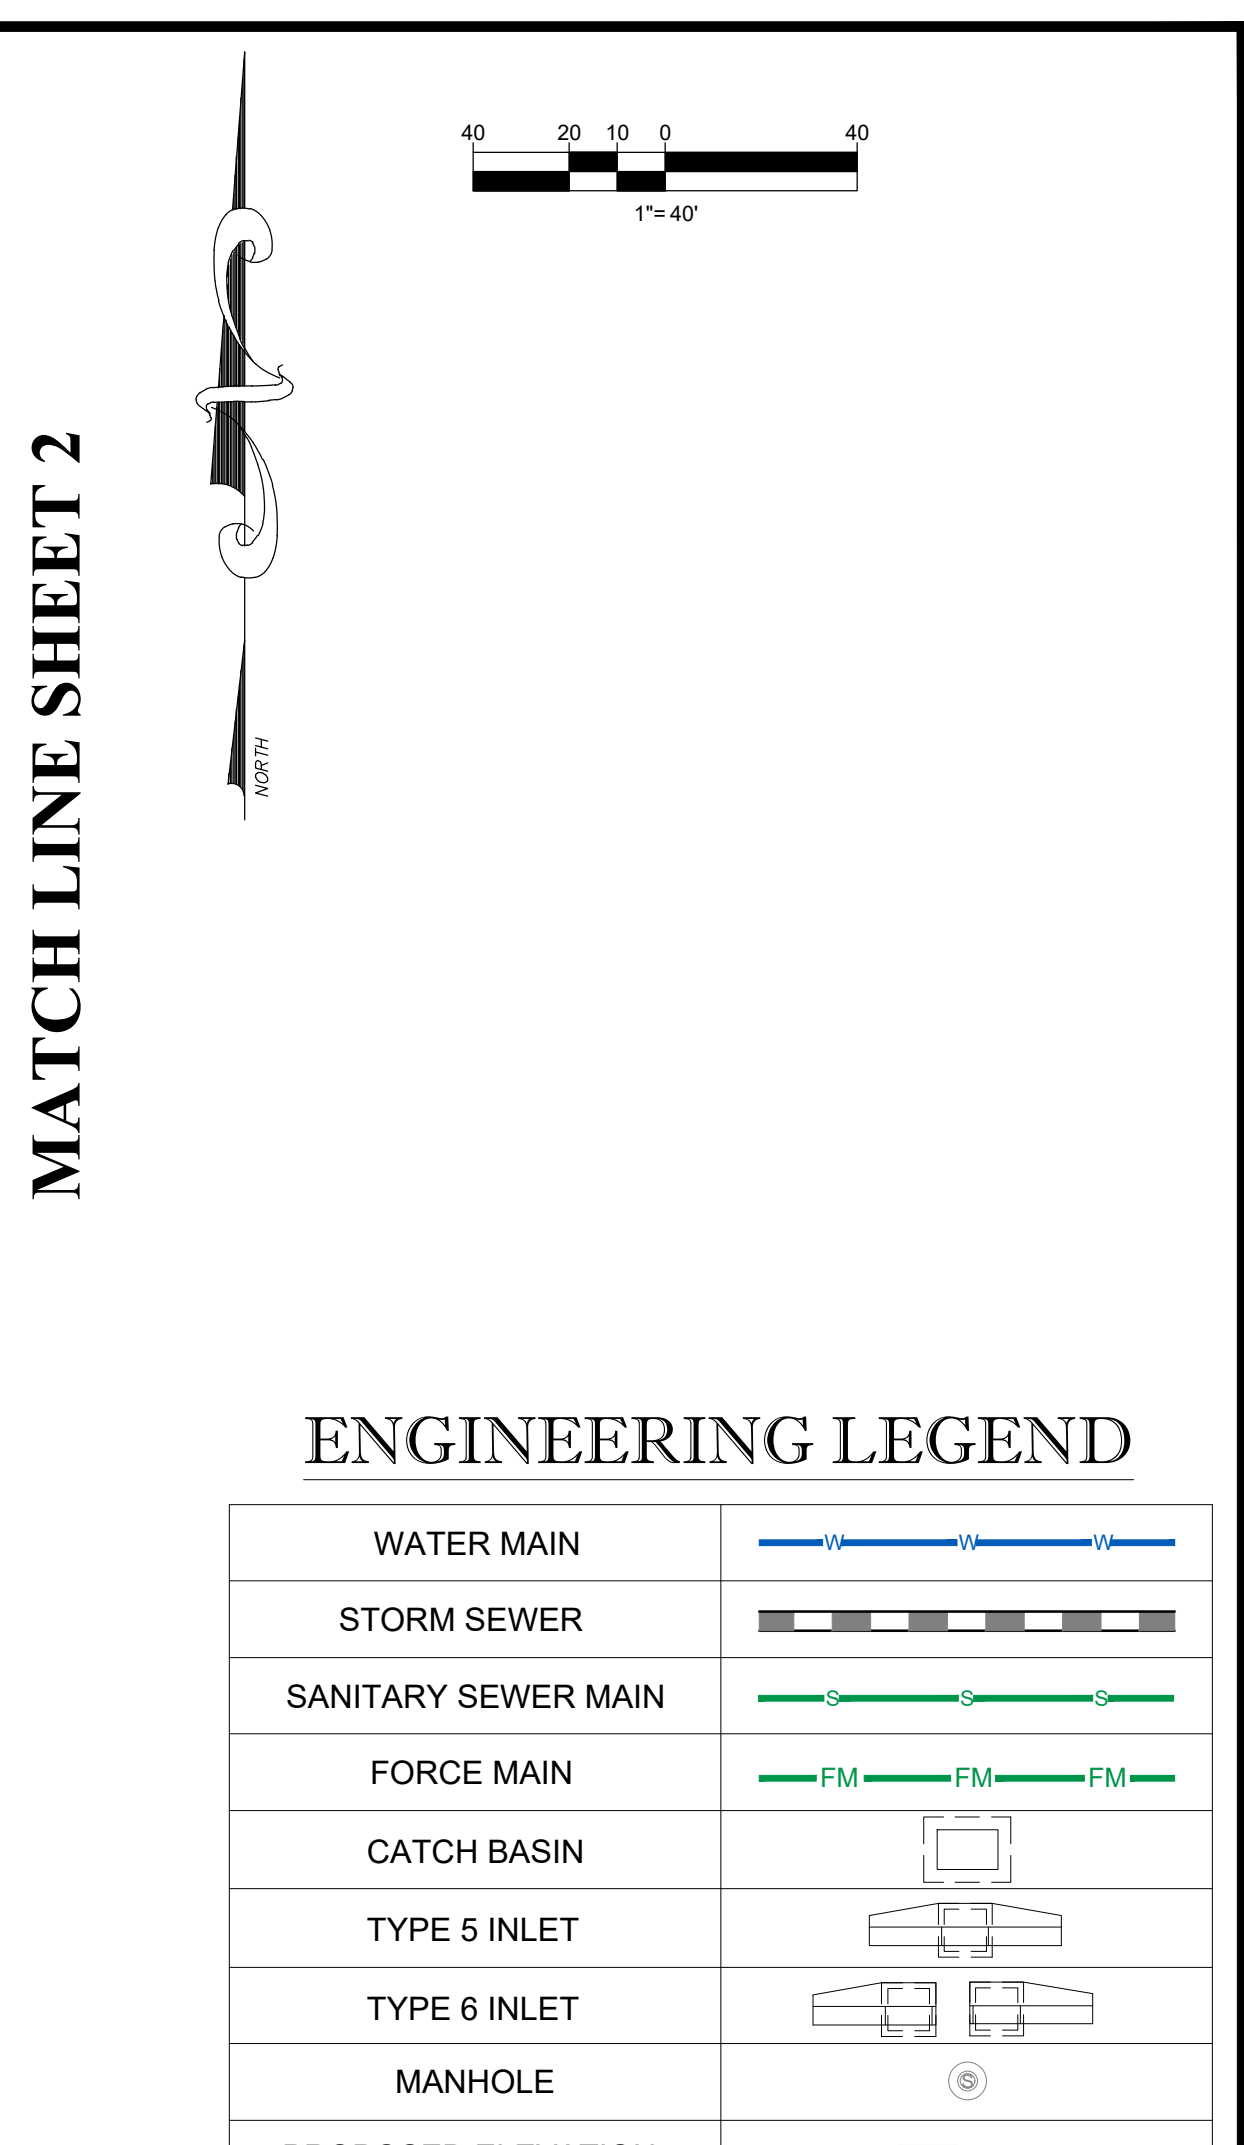 40 20 10 0 40
1"= 40'
MATCH LINE SHEET 2
NORTH
ENGINEERING LEGEND
WATER MAIN
W W W
STORM SEWER
SANITARY SEWER MAIN
S S S
FORCE MAIN
FM FM FM
CATCH BASIN
TYPE 5 INLET
TYPE 6 INLET
MANHOLE
S